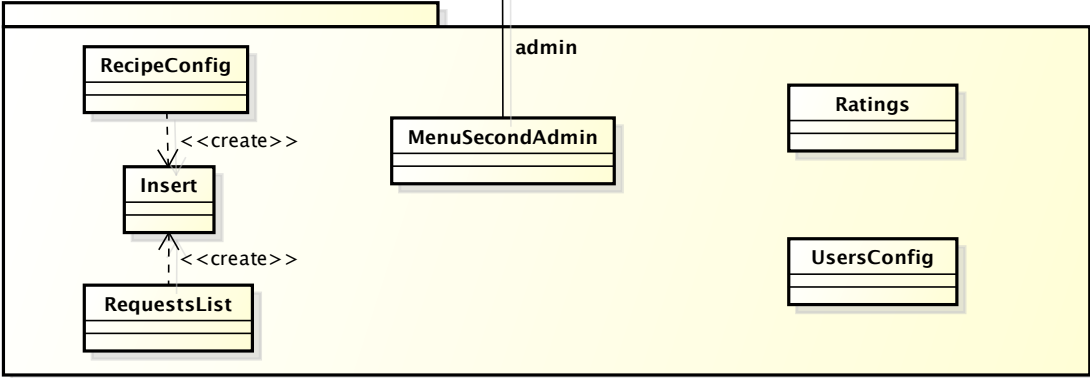 admin
RecipeConfig
Ratings
MenuSecondAdmin
<<create>>
Insert
<<create>>
UsersConfig
RequestsList